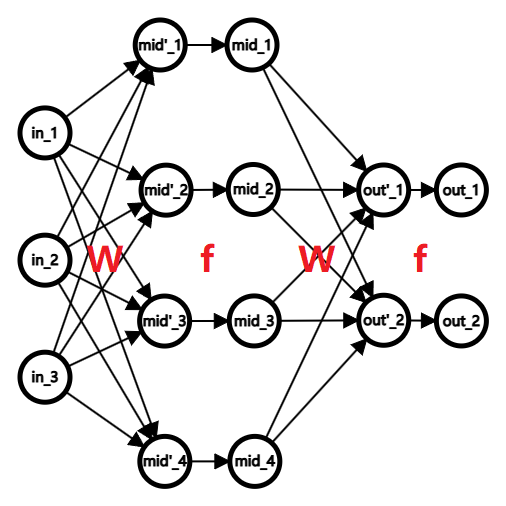 mid'_1 mid_1
in_1
mid'_2 mid_2 out'_1 out_1
in_2 W f W f
mid'_3 mid_3 out'_2 out_2
in_3
mid'_4 mid_4